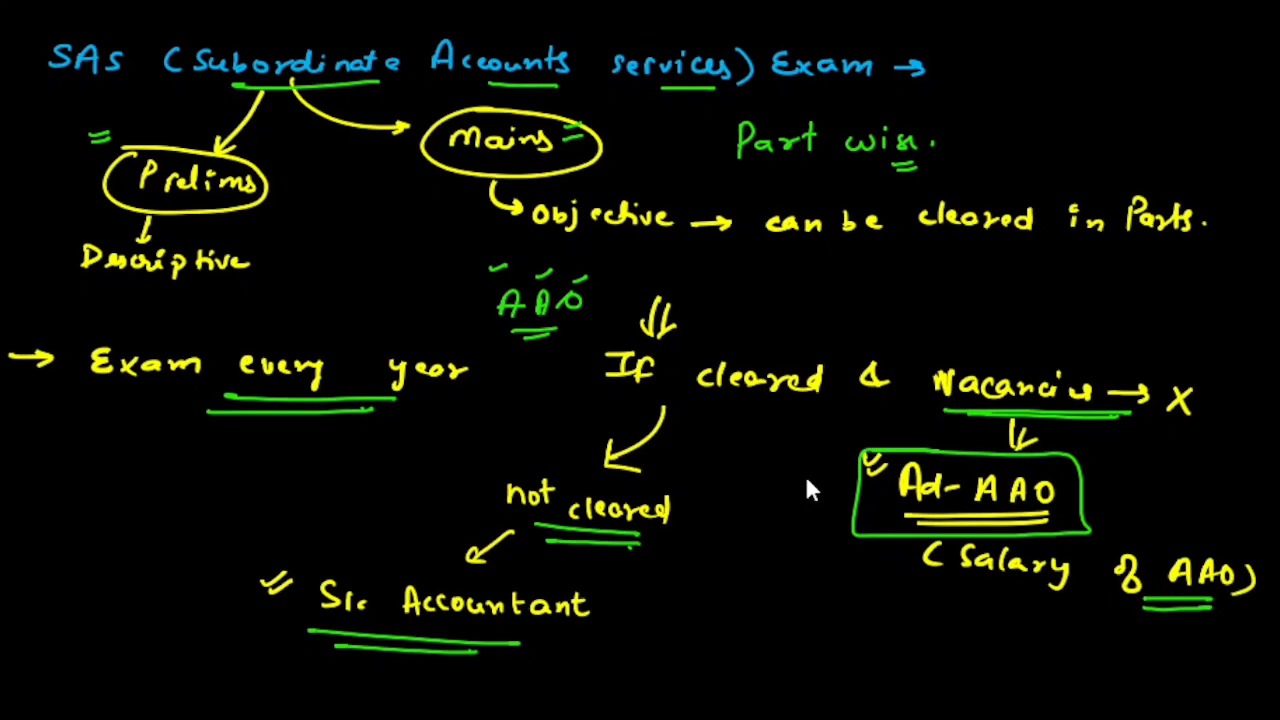 SAs (Subordinate Accounts services) Exam →
Prelims
Mains
Part wise.
Descriptive
Objective → can be cleared in Parts.
AAO
→ Exam every year
If cleared & Vacancies → X
not cleared
Ad- AAO
(Salary of AAO)
Sr. Accountant